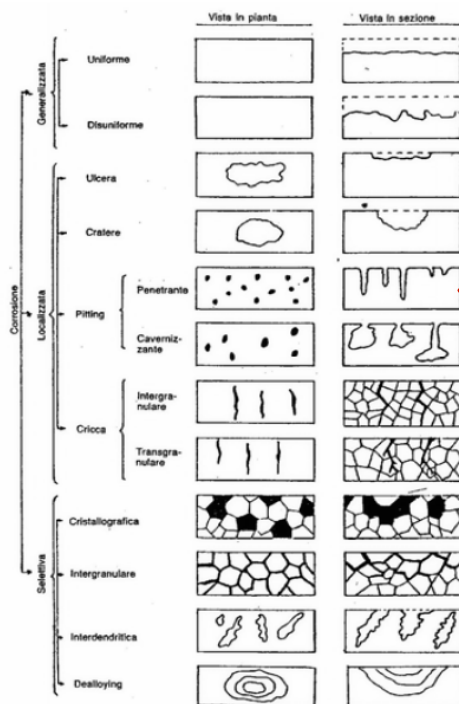 Vista in pianta
Vista in sezione
Corrosione
Generalizzata
Uniforme
Disuniforme
Localizzata
Ulcera
Cratere
Pitting
Penetrante
Caverniz-
zante
Cricca
Intergra-
nulare
Transgra-
nulare
Selettiva
Cristallografica
Intergranulare
Interdendritica
Dealloying